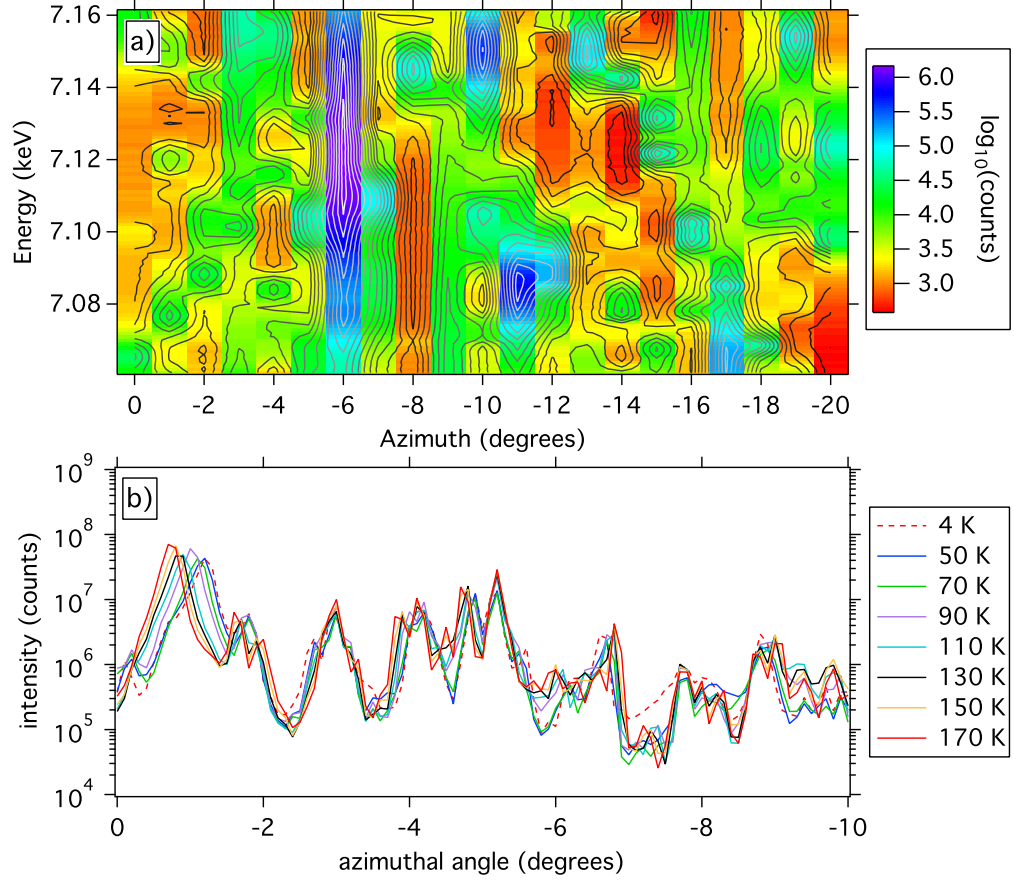 7.16
7.14
7.12
7.10
7.08
Energy (keV)
a)
0 -2 -4 -6 -8 -10 -12 -14 -16 -18 -20
Azimuth (degrees)
6.0
5.5
5.0
4.5
4.0
3.5
3.0
log10(counts)
10^9
10^8
10^7
10^6
10^5
10^4
intensity (counts)
b)
0 -2 -4 -6 -8 -10
azimuthal angle (degrees)
4 K
50 K
70 K
90 K
110 K
130 K
150 K
170 K